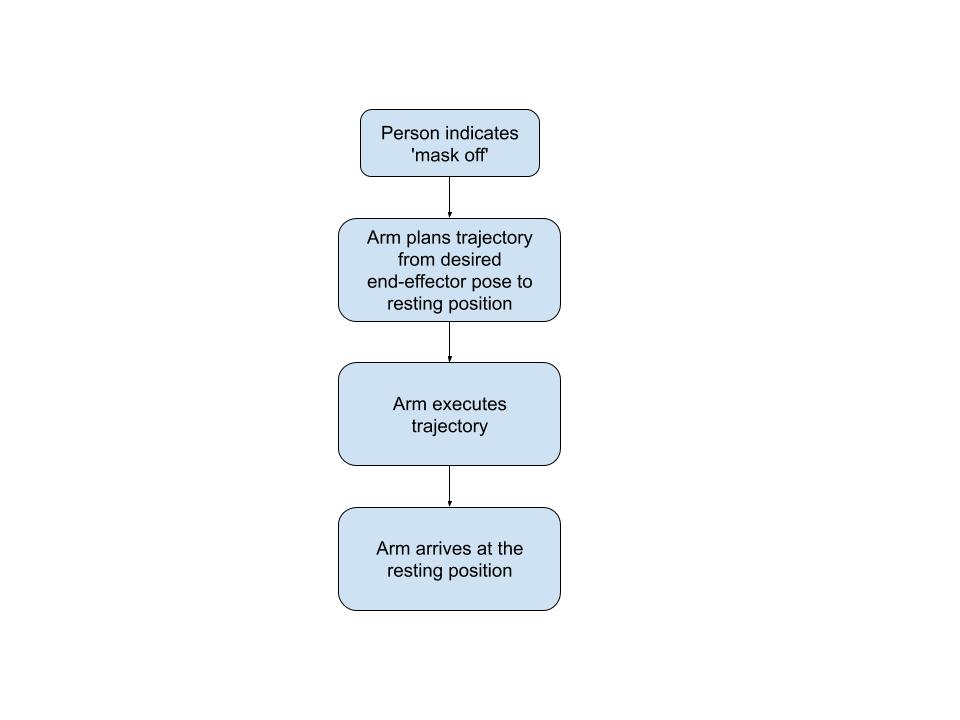 Person indicates
'mask off'
Arm plans trajectory
from desired
end-effector pose to
resting position
Arm executes
trajectory
Arm arrives at the
resting position